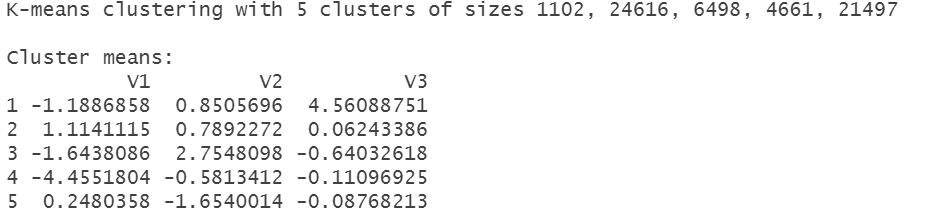 K-means clustering with 5 clusters of sizes 1102, 24616, 6498, 4661, 21497
Cluster means:
V1 V2 V3
1 -1.1886858 0.8505696 4.56088751
2 1.1141115 0.7892272 0.06243386
3 -1.6438086 2.7548098 -0.64032618
4 -4.4551804 -0.5813412 -0.11096925
5 0.2480358 -1.6540014 -0.08768213